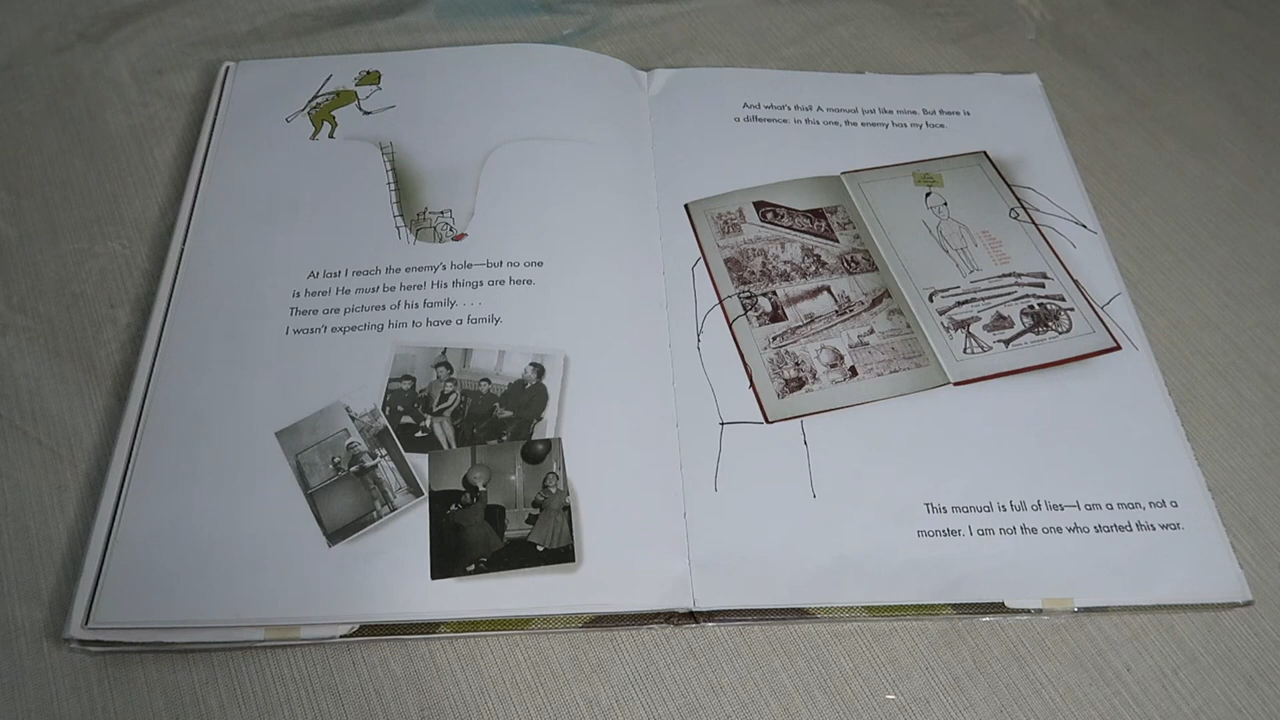 At last I reach the enemy's hole—but no one
is here! He must be here! His things are here.
There are pictures of his family. . . .
I wasn't expecting him to have a family.
And what's this? A manual just like mine. But there is
a difference: in this one, the enemy has my face.
This manual is full of lies—I am a man, not a
monster. I am not the one who started this war.